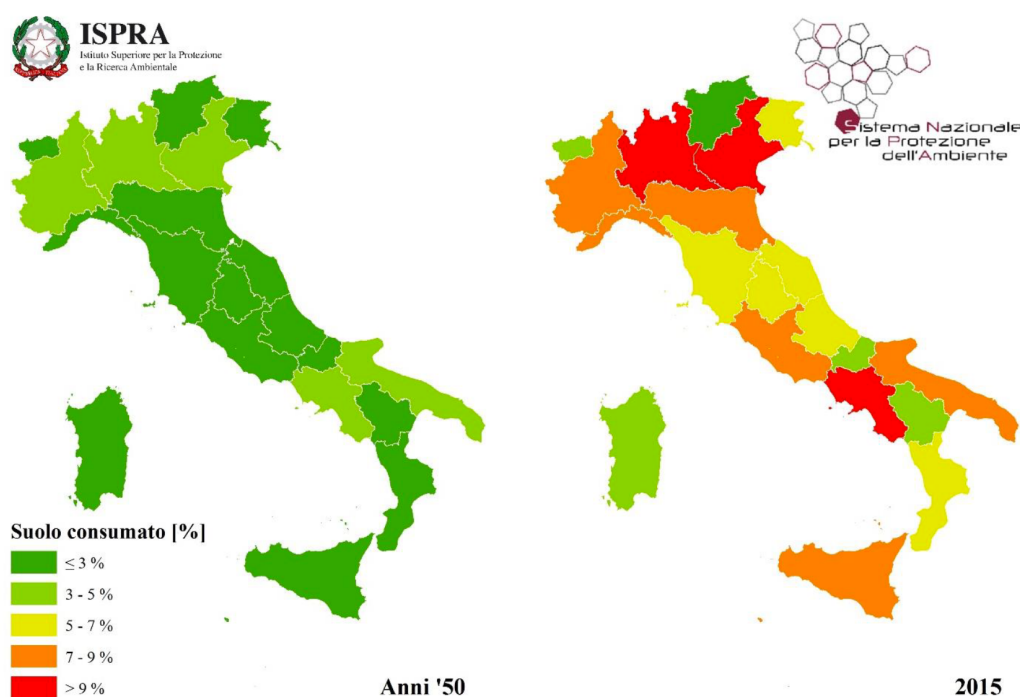 ISPRA
Istituto Superiore per la Protezione
e la Ricerca Ambientale
Sistema Nazionale
per la Protezione
dell'Ambiente
Suolo consumato [%]
≤ 3 %
3 - 5 %
5 - 7 %
7 - 9 %
> 9 %
Anni '50
2015